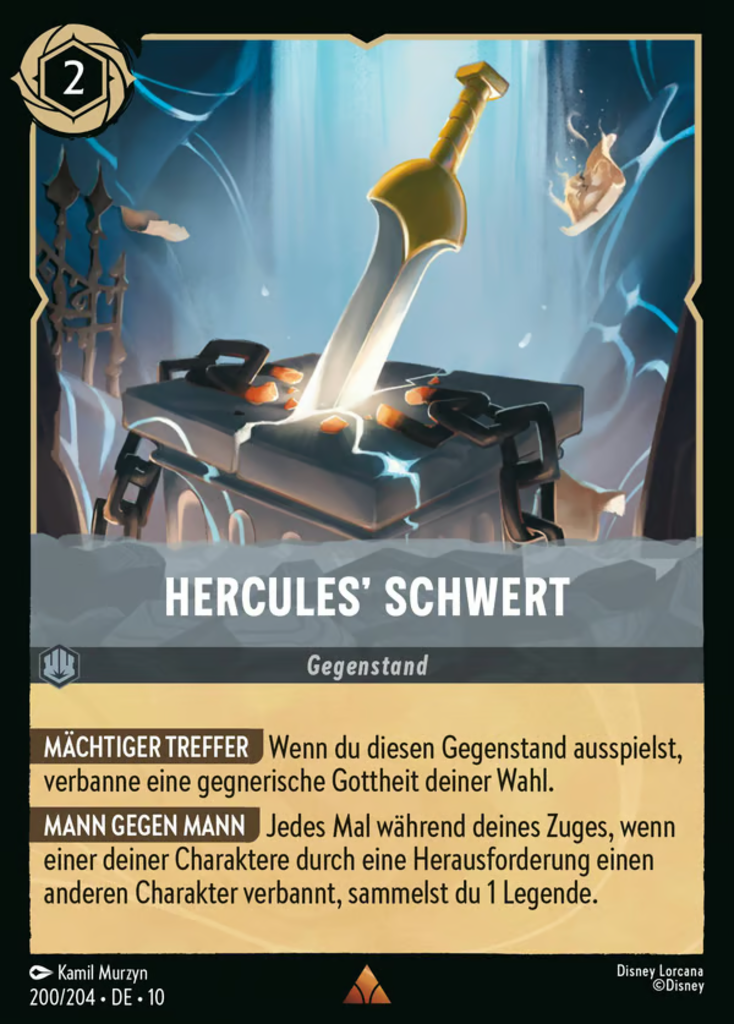 2
HERCULES’ SCHWERT
Gegenstand
MÄCHTIGER TREFFER Wenn du diesen Gegenstand ausspielst,
verbanne eine gegnerische Gottheit deiner Wahl.
MANN GEGEN MANN Jedes Mal während deines Zuges, wenn
einer deiner Charaktere durch eine Herausforderung einen
anderen Charakter verbannt, sammelst du 1 Legende.
Kamil Murzyn
200/204 • DE • 10
Disney Lorcana
©Disney